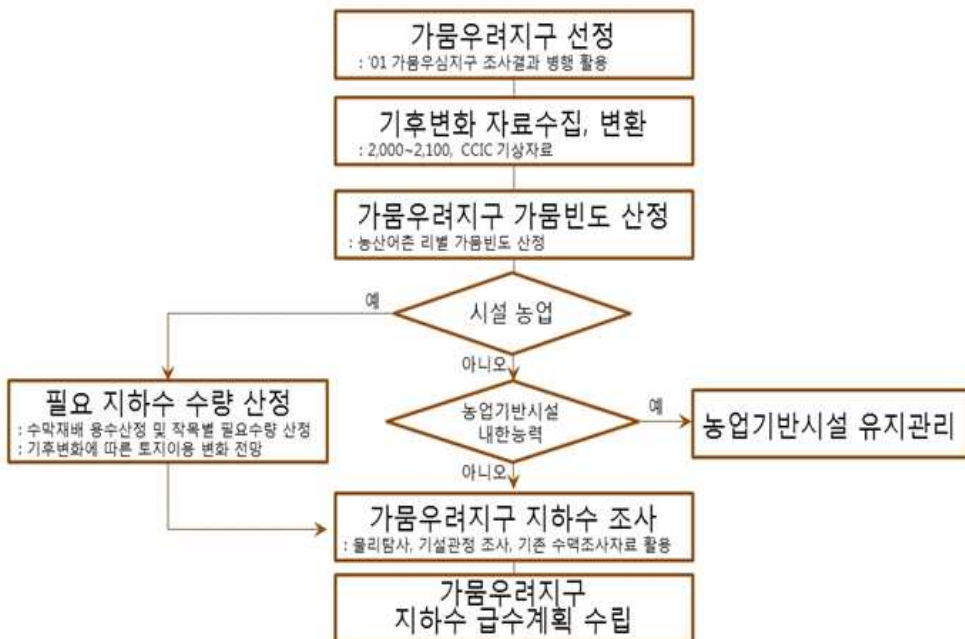 가뭄우려지구 선정
: '01 가뭄우심지구 조사결과 병행 활용
기후변화 자료수집, 변환
: 2,000~2,100, CCIC 기상자료
가뭄우려지구 가뭄빈도 산정
: 농산어촌 리별 가뭄빈도 산정
예
시설 농업
아니오
필요 지하수 수량 산정
: 수막재배 용수산정 및 작목별 필요수량 산정
: 기후변화에 따른 토지이용 변화 전망
농업기반시설
내한능력
예
농업기반시설 유지관리
아니오
가뭄우려지구 지하수 조사
: 물리탐사, 기설관정 조사, 기존 수맥조사자료 활용
가뭄우려지구
지하수 급수계획 수립